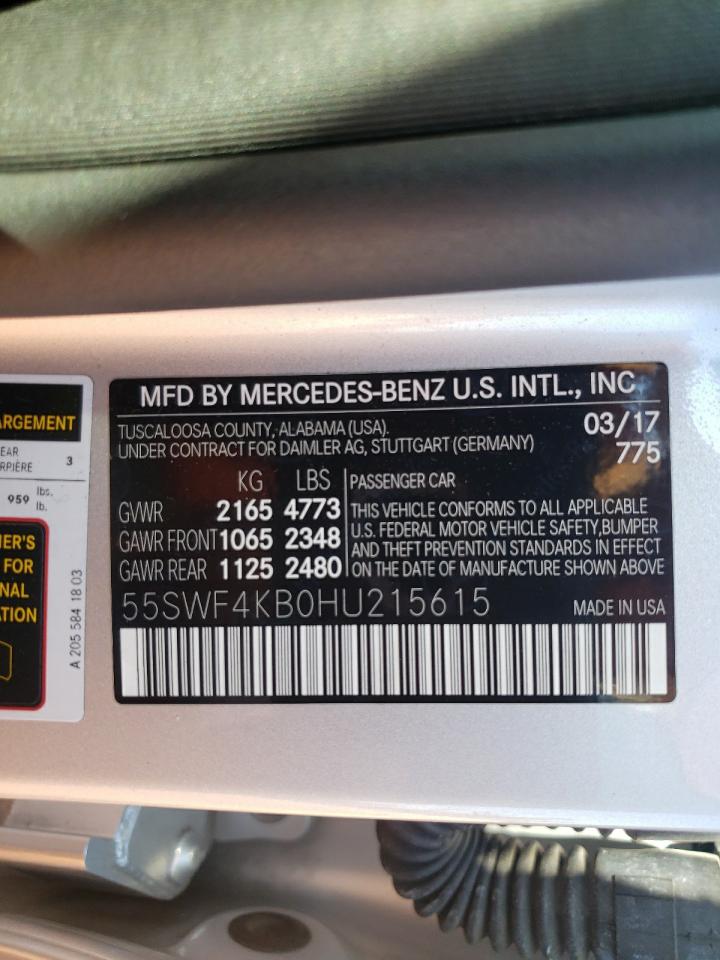 MFD BY MERCEDES-BENZ U.S. INTL., INC
TUSCALOOSA COUNTY, ALABAMA (USA). 03/17
UNDER CONTRACT FOR DAIMLER AG, STUTTGART (GERMANY) 775
KG LBS
GVWR 2165 4773
GAWR FRONT 1065 2348
GAWR REAR 1125 2480
PASSENGER CAR
THIS VEHICLE CONFORMS TO ALL APPLICABLE
U.S. FEDERAL MOTOR VEHICLE SAFETY,BUMPER
AND THEFT PREVENTION STANDARDS IN EFFECT
ON THE DATE OF MANUFACTURE SHOWN ABOVE
55SWF4KB0HU215615 MADE IN USA
ARGEMENT
EAR
RPIÈRE 3
959 lbs.
lb.
NER'S
FOR
NAL
ATION
A 205 584 18 03